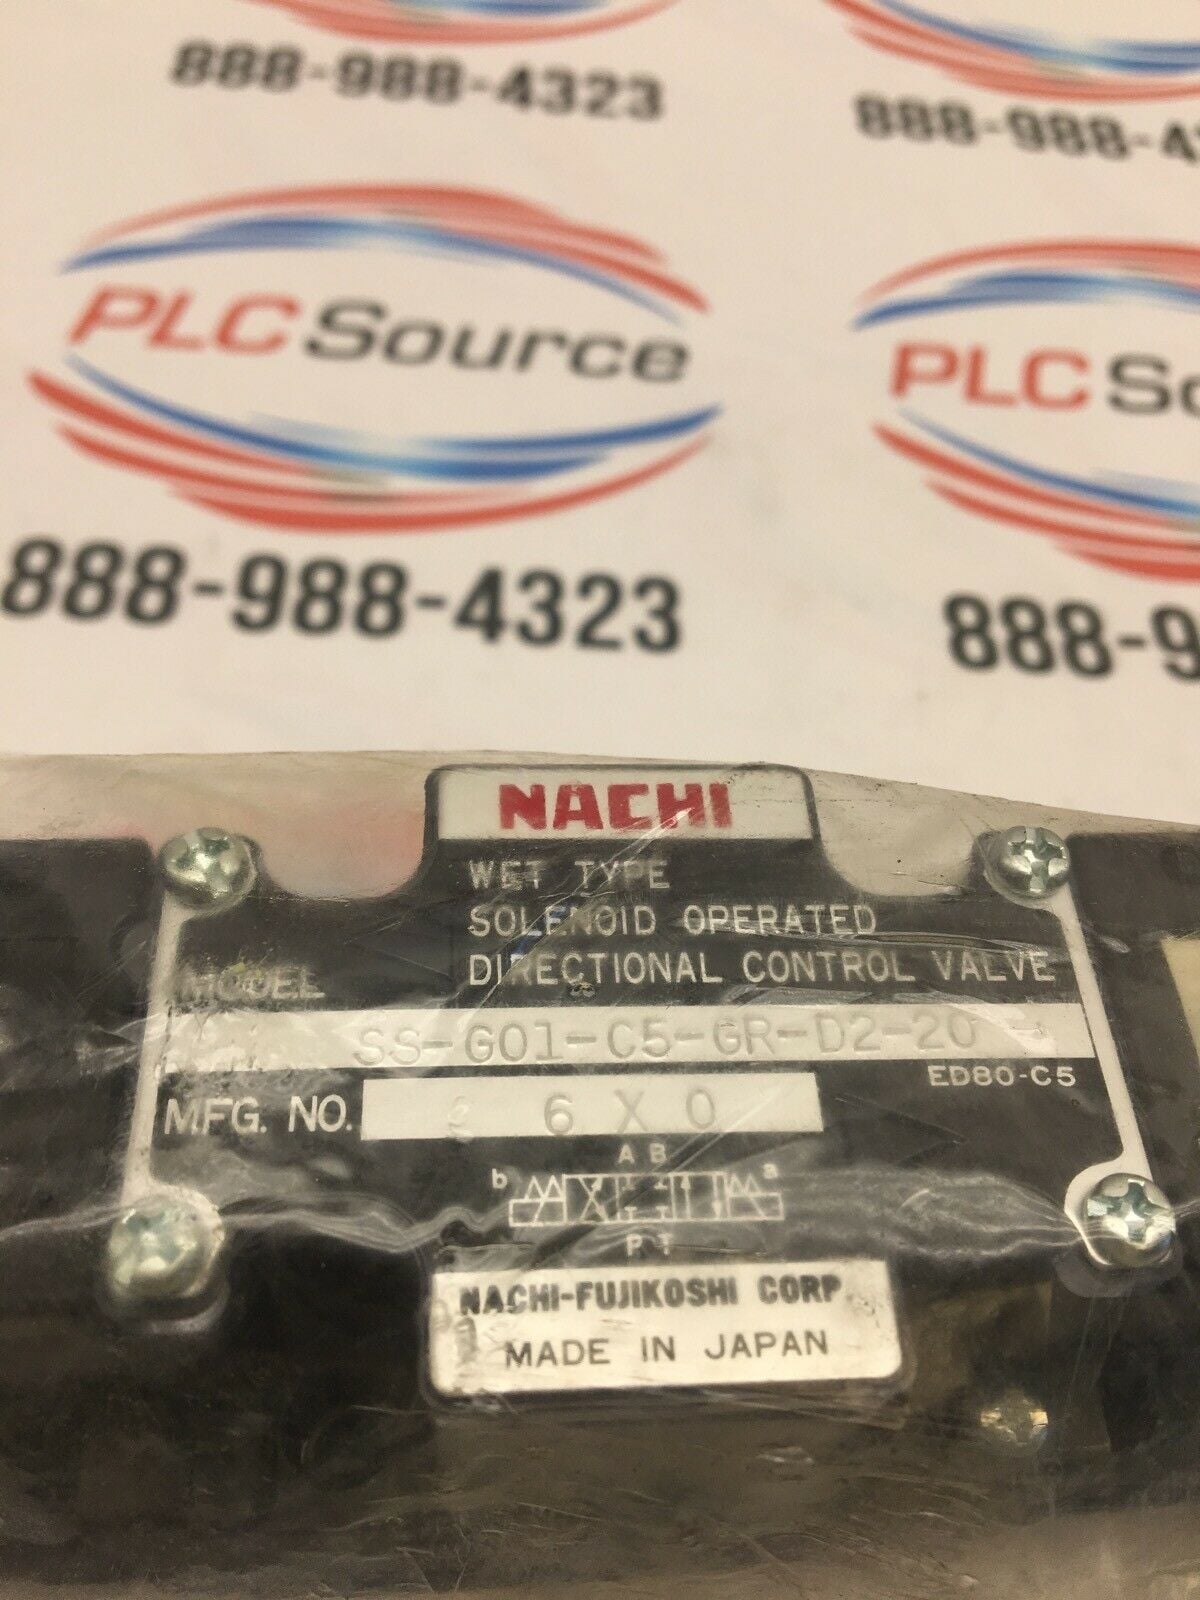 888-988-4323
888-988-4
PLC Source
PLC So
888-988-4323
888-9
NACHI
WET TYPE
SOLENOID OPERATED
DIRECTIONAL CONTROL VALVE
MODEL
SS-G01-C5-GR-D2-20
ED80-C5
MFG. NO.
6 X 0
A B
b
a
P T
NACHI-FUJIKOSHI CORP.
MADE IN JAPAN